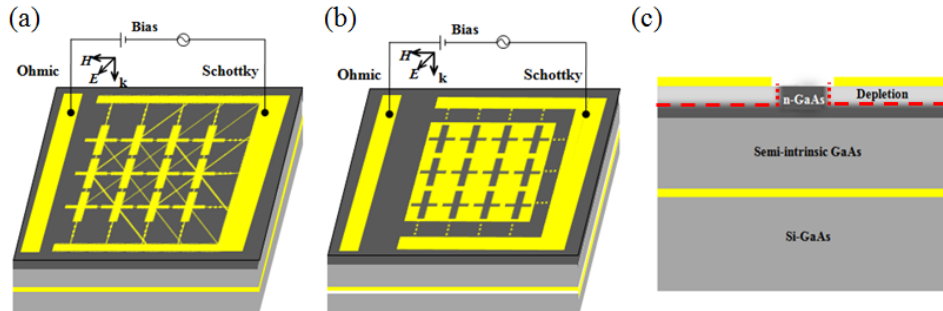 (a)
Bias
H
E
k
Ohmic
Schottky
(b)
Bias
H
E
k
Ohmic
Schottky
(c)
n-GaAs
Depletion
Semi-intrinsic GaAs
Si-GaAs